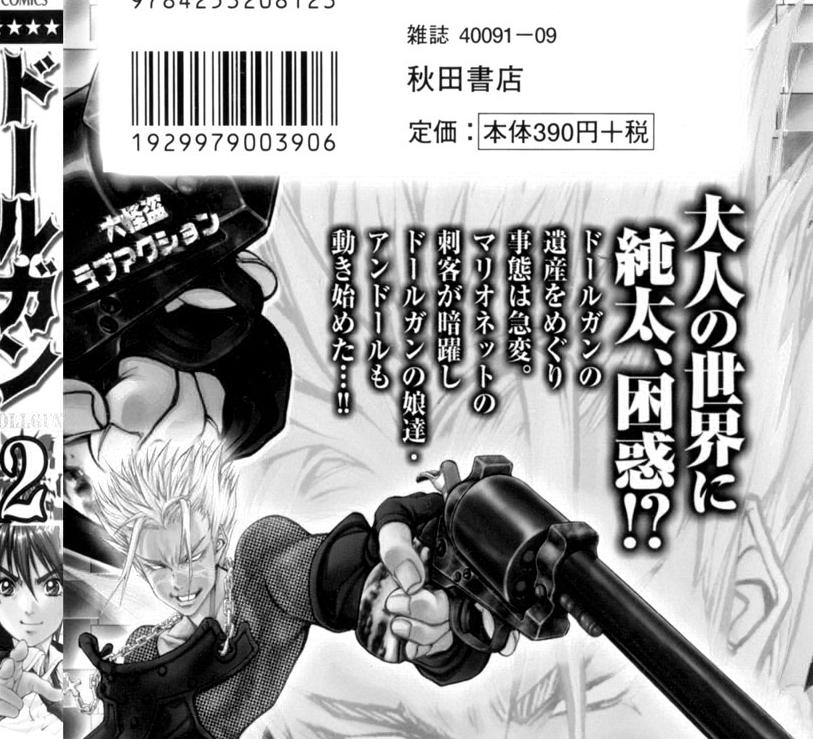 COMICS
★★★★
ドールガン
DOLLGUN
2
9784253208123
1929979003906
雑誌 40091-09
秋田書店
定価：本体390円+税
大怪盗
ラブアクション
大人の世界に
純太、困惑!?
ドールガンの
遺産をめぐり
事態は急変。
マリオネットの
刺客が暗躍し
ドールガンの娘達・
アンドールも
動き始めた…!!